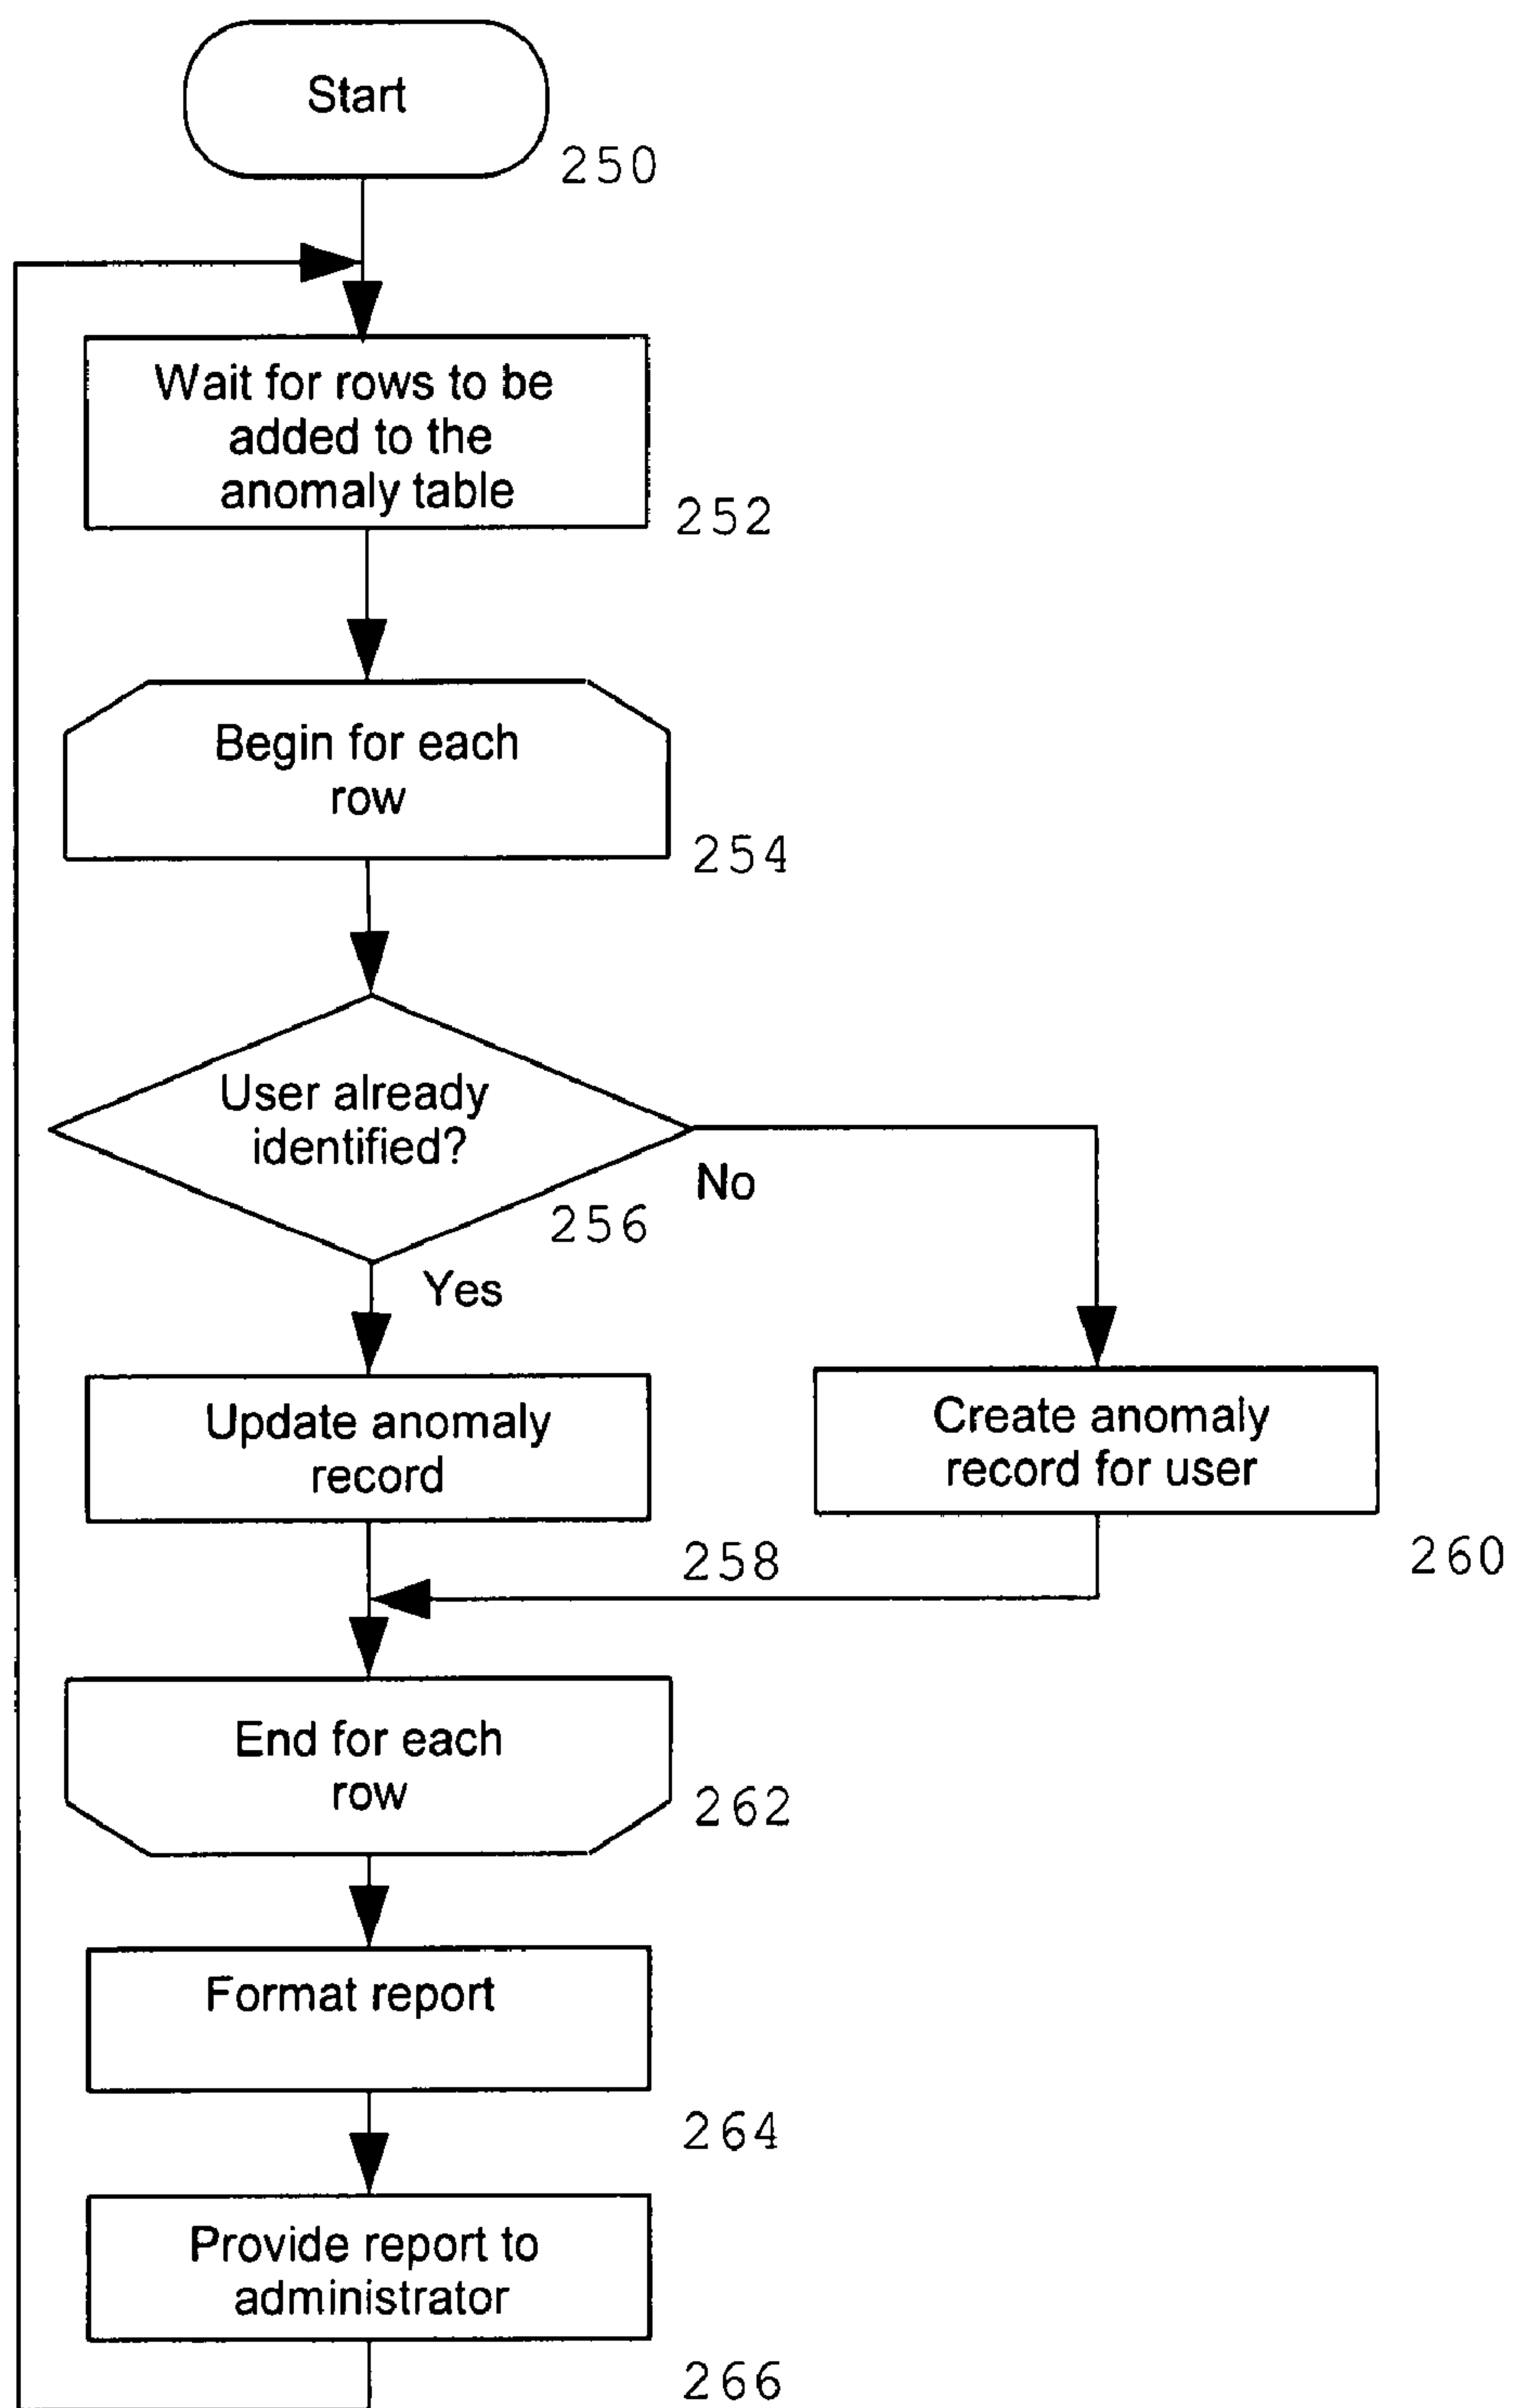 Start
250
Wait for rows to be
added to the
anomaly table
252
Begin for each
row
254
User already
identified?
256
No
Yes
Update anomaly
record
258
Create anomaly
record for user
260
End for each
row
262
Format report
264
Provide report to
administrator
266